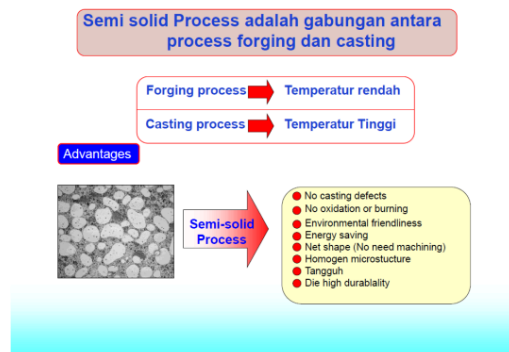 Semi solid Process adalah gabungan antara
process forging dan casting
Forging process Temperatur rendah
Casting process Temperatur Tinggi
Advantages
Semi-solid
Process
No casting defects
No oxidation or burning
Environmental friendliness
Energy saving
Net shape (No need machining)
Homogen microstucture
Tangguh
Die high durablality